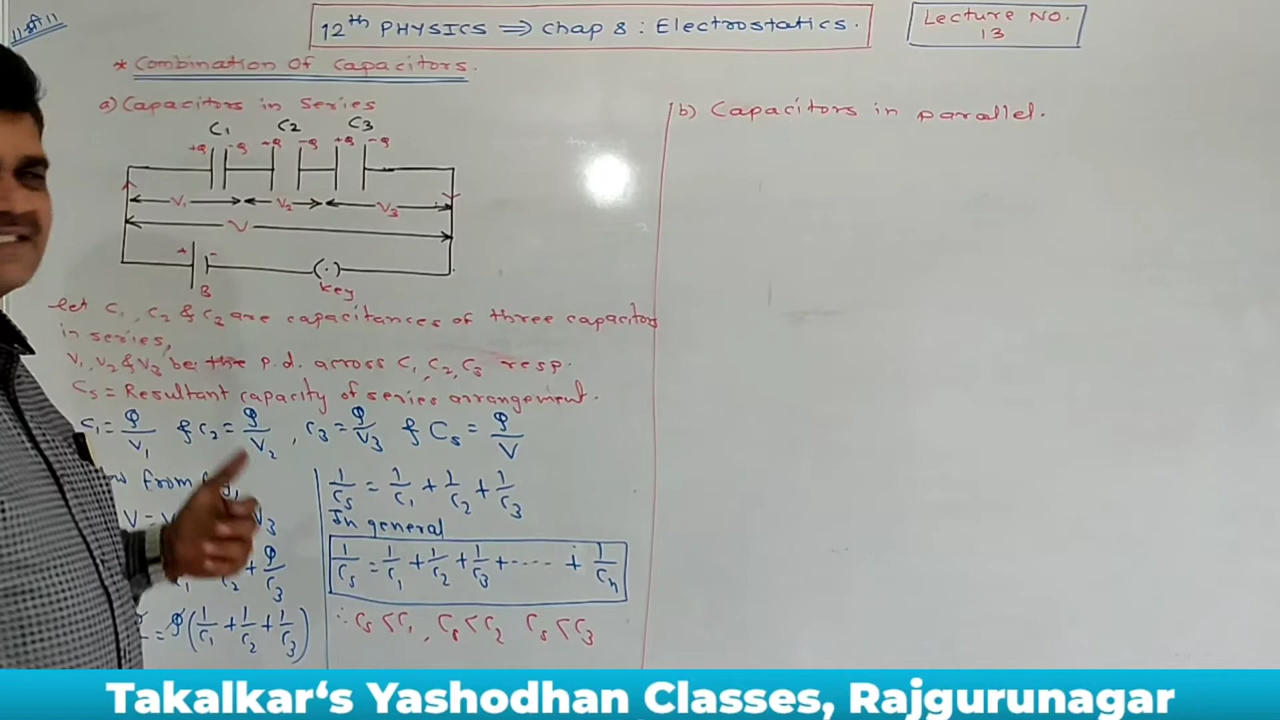 ॥श्री॥
12th PHYSICS ⇒ Chap 8 : Electrostatics.
Lecture NO. 13
* Combination Of Capacitors.
a) Capacitors in Series
C1 C2 C3
+Q -Q +Q -Q +Q -Q
V1 V2 V3
V
+ -
B
key
Let C1, C2 & C2 are capacitances of three capacitors
in series,
V1, V2 & V3 be the p.d. across C1, C2, C3 resp.
Cs = Resultant capacity of series arrangement.
C1 = Q/V1 & C2 = Q/V2 , C3 = Q/V3 & Cs = Q/V
from
V = V3
+ Q/C3
= Q(1/C1 + 1/C2 + 1/C3)
1/Cs = 1/C1 + 1/C2 + 1/C3
In general
1/Cs = 1/C1 + 1/C2 + 1/C3 + ---- + 1/Cn
∴ Cs < C1, Cs < C2 Cs < C3
b) Capacitors in parallel.
Takalkar‘s Yashodhan Classes, Rajgurunagar